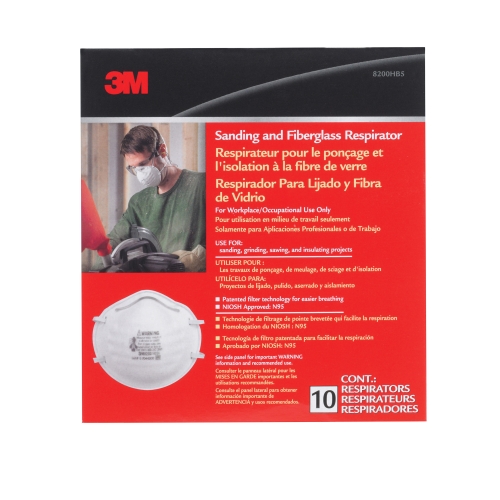 8200HB5
3M
Sanding and Fiberglass Respirator
Respirateur pour le ponçage et
l'isolation à la fibre de verre
Respirador Para Lijado y Fibra
de Vidrio
For Workplace/Occupational Use Only
Pour utilisation en milieu de travail seulement
Solamente para Aplicaciones Profesionales o de Trabajo
USE FOR:
sanding, grinding, sawing, and insulating projects
UTILISER POUR :
Les travaux de ponçage, de meulage, de sciage et d'isolation
UTILÍCELO PARA:
Proyectos de lijado, pulido, aserrado y aislamiento
Patented filter technology for easier breathing
NIOSH Approved: N95
Technologie de filtrage de pointe brevetée qui facilite la respiration
Homologation du NIOSH : N95
Tecnología de filtro patentada para facilitar la respiración
Aprobado por NIOSH: N95
See side panel for important WARNING
information and recommended use.
Consulter le panneau latéral pour les
MISES EN GARDE importantes et les
utilisations recommandées.
Consulte el panel lateral para obtener
información importante de
ADVERTENCIA y usos recomendados.
WARNING
10
CONT.:
RESPIRATORS
RESPIRATEURS
RESPIRADORES